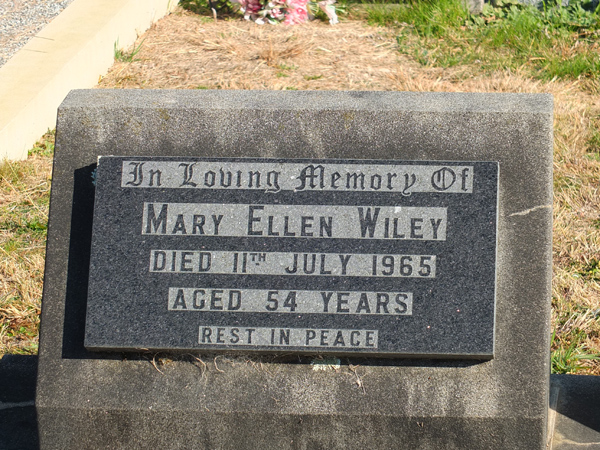 In Loving Memory Of
MARY ELLEN WILEY
DIED 11TH JULY 1965
AGED 54 YEARS
REST IN PEACE